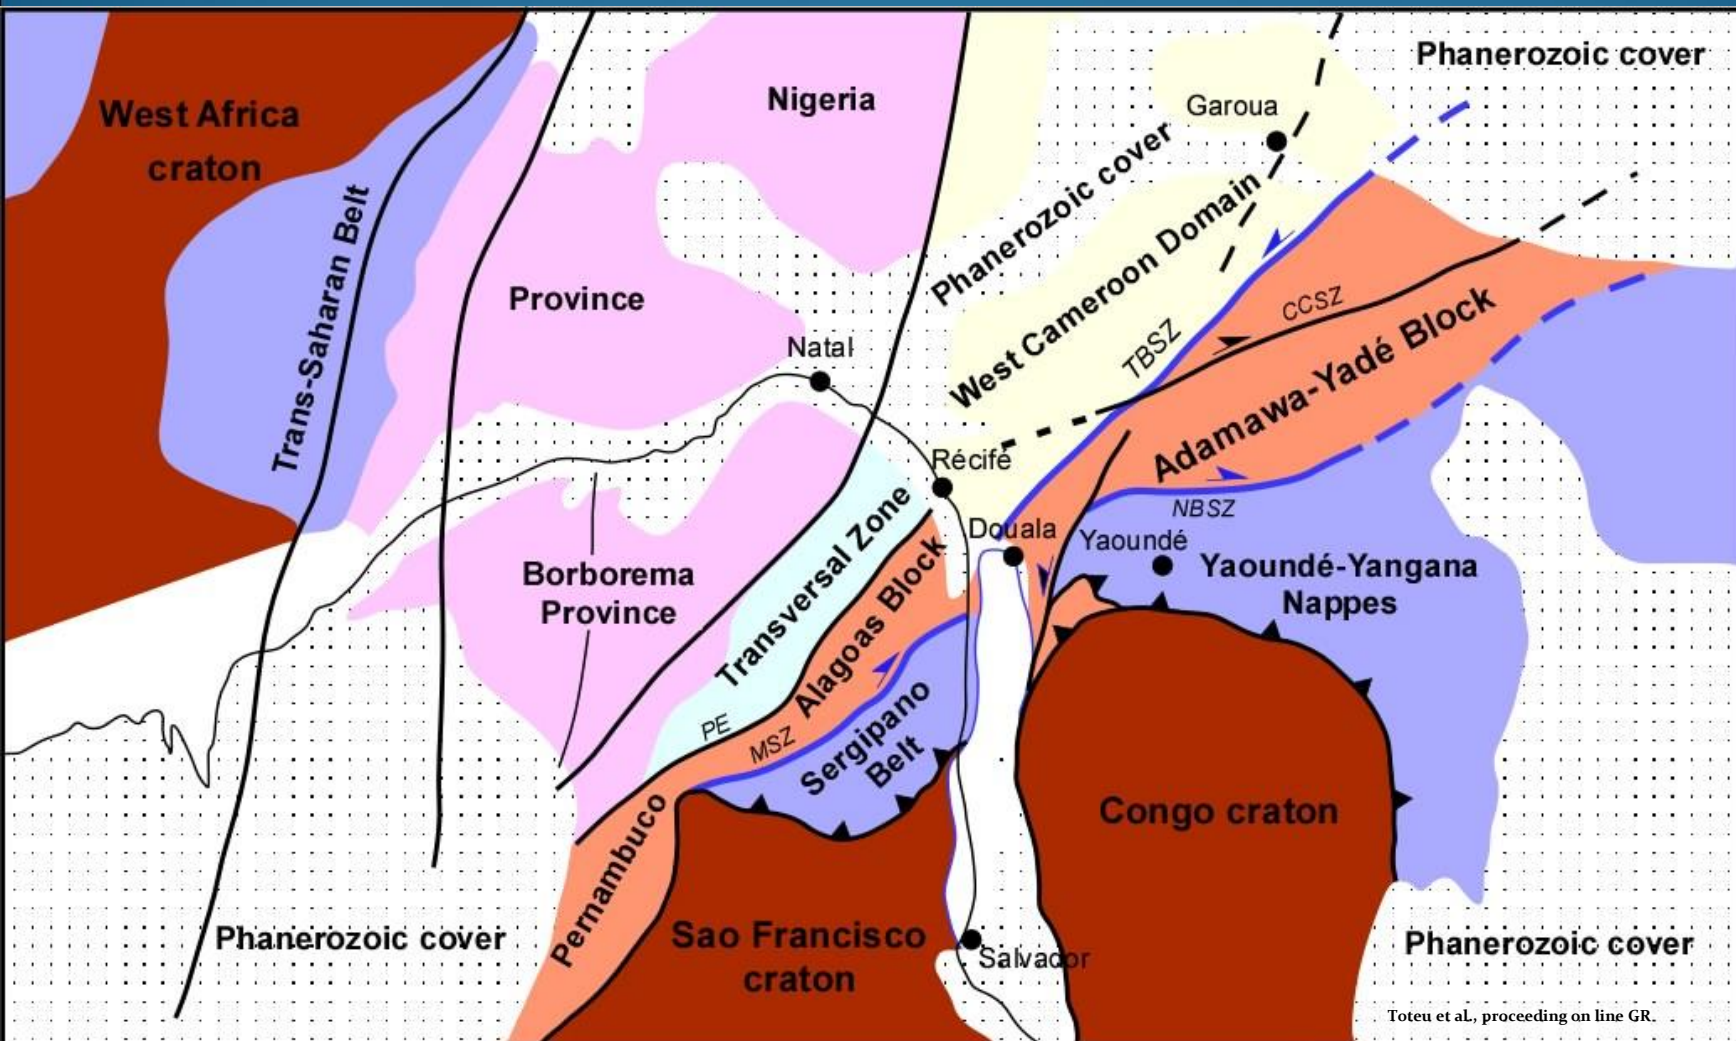 Phanerozoic cover
West Africa
craton
Nigeria
Garoua
Phanerozoic cover
West Cameroon Domain
Trans-Saharan Belt
Province
CCSZ
TBSZ
Adamawa-Yadé Block
Natal
Récife
NBSZ
Douala
Yaoundé
Yaoundé-Yangana
Nappes
Borborema
Province
Transversal Zone
Alagoas Block
PE
MSZ
Sergipano
Belt
Pernambuco
Congo craton
Phanerozoic cover
Sao Francisco
craton
Salvador
Phanerozoic cover
Toteu et al., proceeding on line GR.